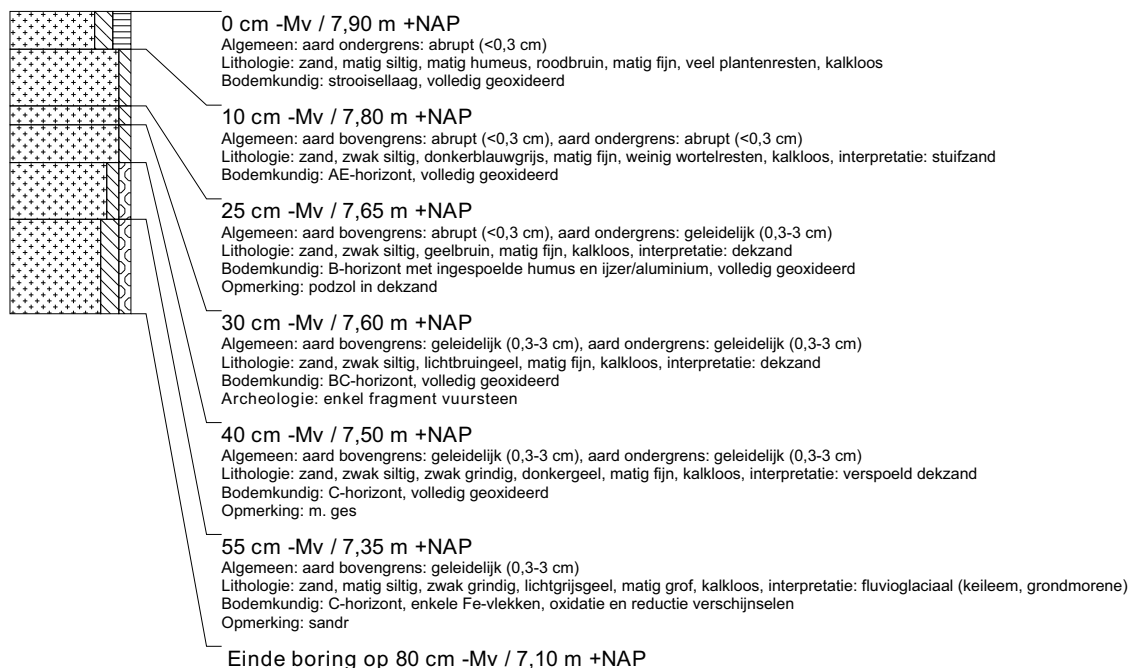 0 cm -Mv / 7,90 m +NAP
Algemeen: aard ondergrens: abrupt (<0,3 cm)
Lithologie: zand, matig siltig, matig humeus, roodbruin, matig fijn, veel plantenresten, kalkloos
Bodemkundig: strooisellaag, volledig geoxideerd
10 cm -Mv / 7,80 m +NAP
Algemeen: aard bovengrens: abrupt (<0,3 cm), aard ondergrens: abrupt (<0,3 cm)
Lithologie: zand, zwak siltig, donkerblauwgrijs, matig fijn, weinig wortelresten, kalkloos, interpretatie: stuifzand
Bodemkundig: AE-horizont, volledig geoxideerd
25 cm -Mv / 7,65 m +NAP
Algemeen: aard bovengrens: abrupt (<0,3 cm), aard ondergrens: geleidelijk (0,3-3 cm)
Lithologie: zand, zwak siltig, geelbruin, matig fijn, kalkloos, interpretatie: dekzand
Bodemkundig: B-horizont met ingespoelde humus en ijzer/aluminium, volledig geoxideerd
Opmerking: podzol in dekzand
30 cm -Mv / 7,60 m +NAP
Algemeen: aard bovengrens: geleidelijk (0,3-3 cm), aard ondergrens: geleidelijk (0,3-3 cm)
Lithologie: zand, zwak siltig, lichtbruingeel, matig fijn, kalkloos, interpretatie: dekzand
Bodemkundig: BC-horizont, volledig geoxideerd
Archeologie: enkel fragment vuursteen
40 cm -Mv / 7,50 m +NAP
Algemeen: aard bovengrens: geleidelijk (0,3-3 cm), aard ondergrens: geleidelijk (0,3-3 cm)
Lithologie: zand, zwak siltig, zwak grindig, donkergeel, matig fijn, kalkloos, interpretatie: verspoeld dekzand
Bodemkundig: C-horizont, volledig geoxideerd
Opmerking: m. ges
55 cm -Mv / 7,35 m +NAP
Algemeen: aard bovengrens: geleidelijk (0,3-3 cm)
Lithologie: zand, matig siltig, zwak grindig, lichtgrijsgeel, matig grof, kalkloos, interpretatie: fluvioglaciaal (keileem, grondmorene)
Bodemkundig: C-horizont, enkele Fe-vlekken, oxidatie en reductie verschijnselen
Opmerking: sandr
Einde boring op 80 cm -Mv / 7,10 m +NAP